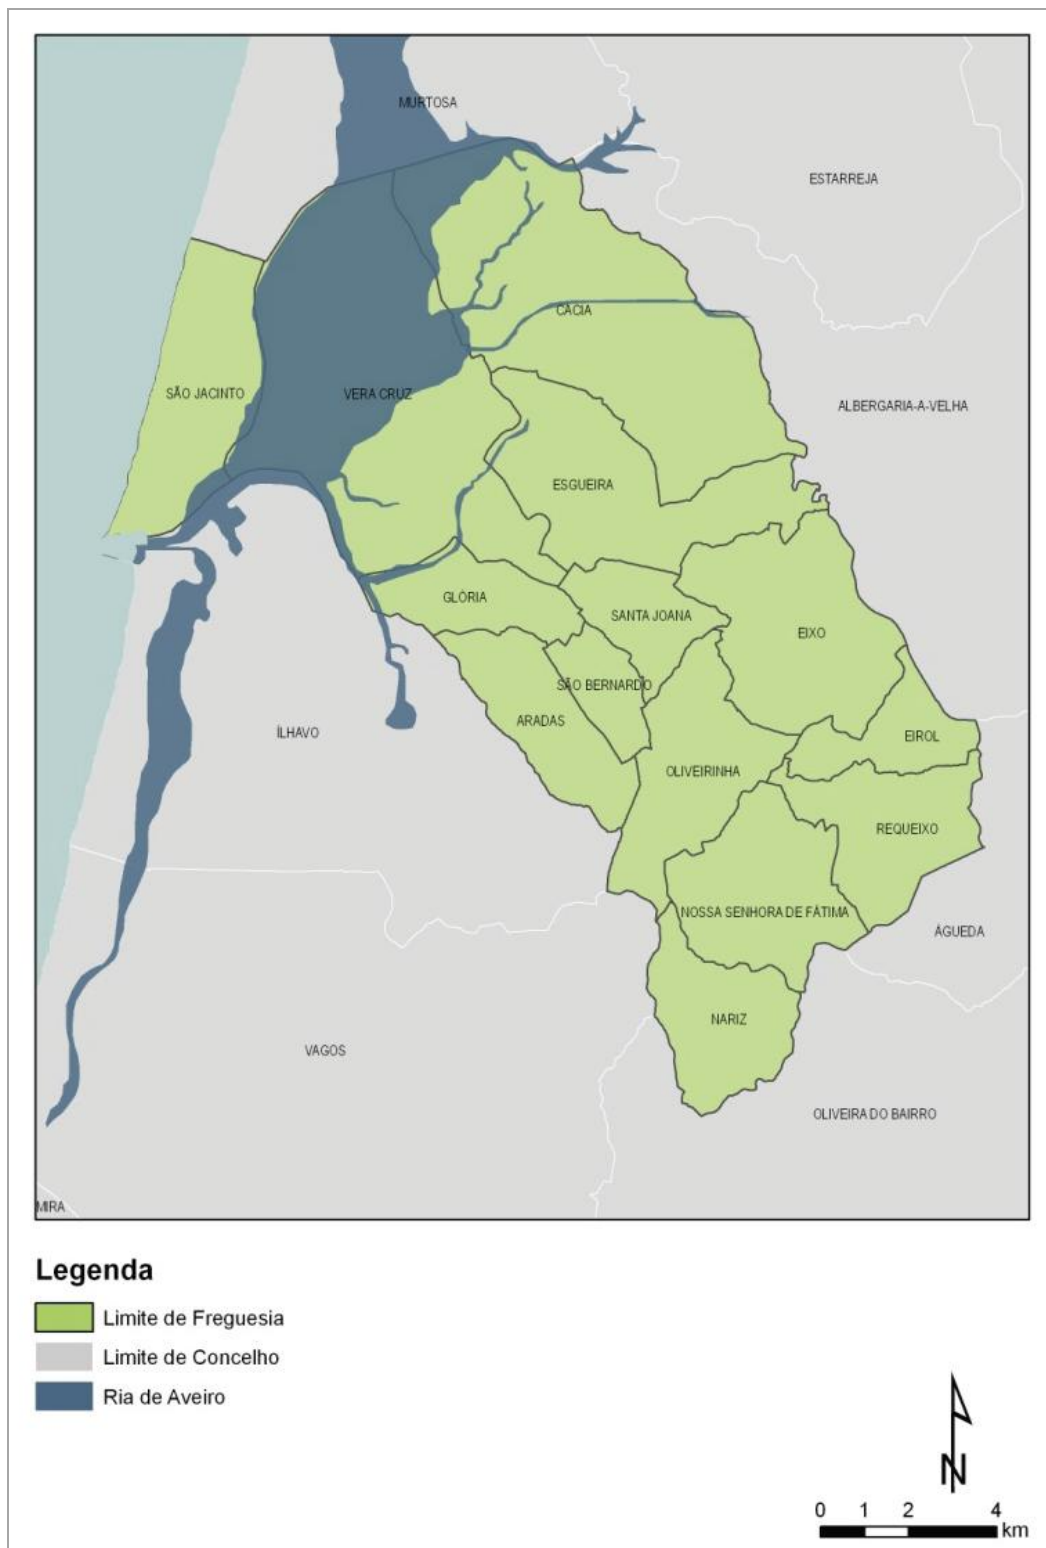 MURTOSA
ESTARREJA
CACIA
SÃO JACINTO
VERA CRUZ
ALBERGARIA-A-VELHA
ESGUEIRA
GLÓRIA
SANTA JOANA
EIXO
SÃO BERNARDO
ARADAS
ÍLHAVO
EIROL
OLIVEIRINHA
REQUEIXO
NOSSA SENHORA DE FÁTIMA
ÁGUEDA
NARIZ
VAGOS
OLIVEIRA DO BAIRRO
MIRA
Legenda
Limite de Freguesia
Limite de Concelho
Ria de Aveiro
N
0 1 2 4
km